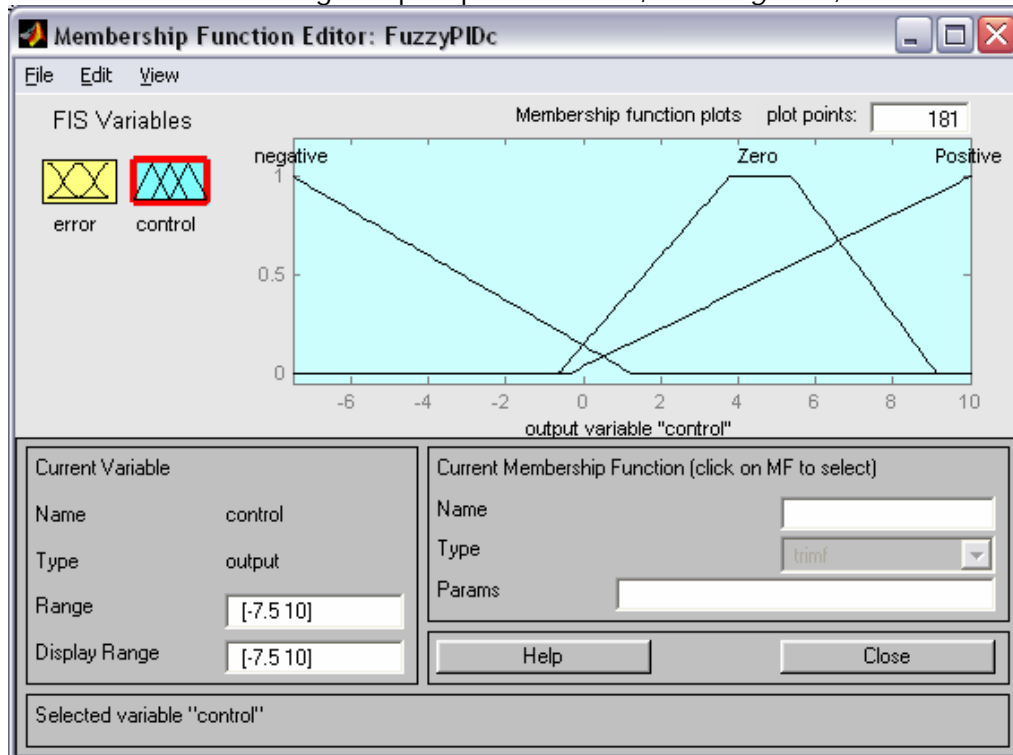 Membership Function Editor: FuzzyPIDc
File Edit View
FIS Variables
Membership function plots plot points: 181
negative Zero Positive
1
error control
0.5
0
-6 -4 -2 0 2 4 6 8 10
output variable "control"
Current Variable
Name control
Type output
Range [-7.5 10]
Display Range [-7.5 10]
Current Membership Function (click on MF to select)
Name
Type trimf
Params
Help Close
Selected variable "control"